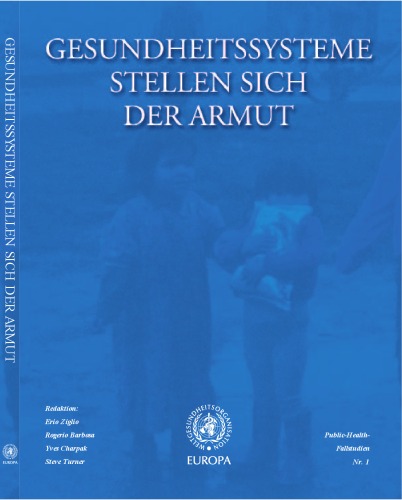 GESUNDHEITSSYSTEME STELLEN SICH DER ARMUT
EUROPA
GESUNDHEITSSYSTEME
STELLEN SICH
DER ARMUT
Redaktion:
Erio Ziglio
Rogerio Barbosa
Yves Charpak
Steve Turner
WELTGESUNDHEITSORGANISATION
EUROPA
Public-Health-
Fallstudien
Nr. 1